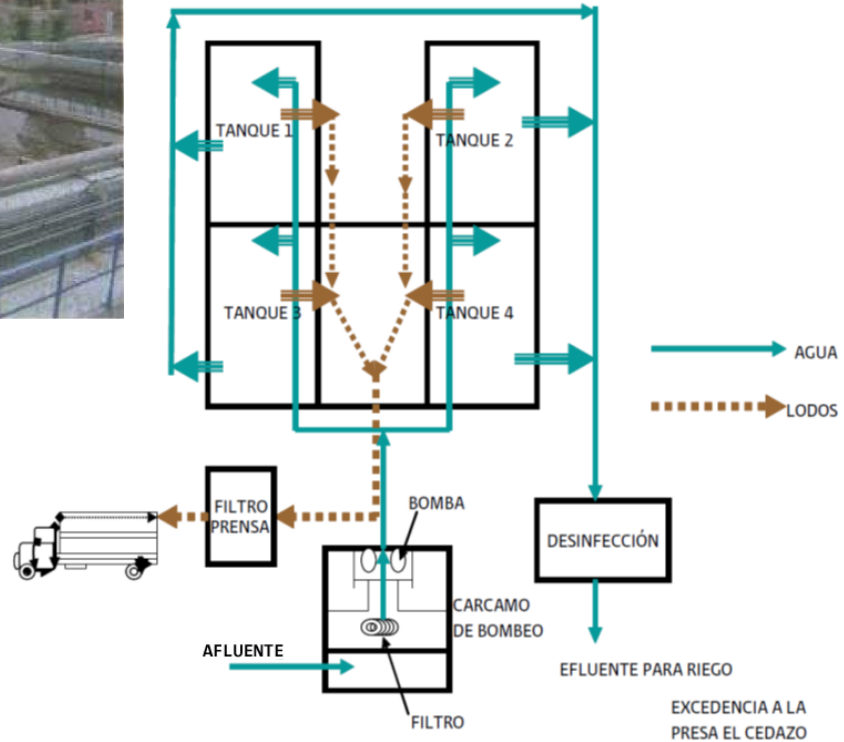 TANQUE 1
TANQUE 2
TANQUE 3
TANQUE 4
AGUA
LODOS
FILTRO
PRENSA
BOMBA
DESINFECCIÓN
CARCAMO
DE BOMBEO
AFLUENTE
EFLUENTE PARA RIEGO
FILTRO
EXCEDENCIA A LA
PRESA EL CEDAZO